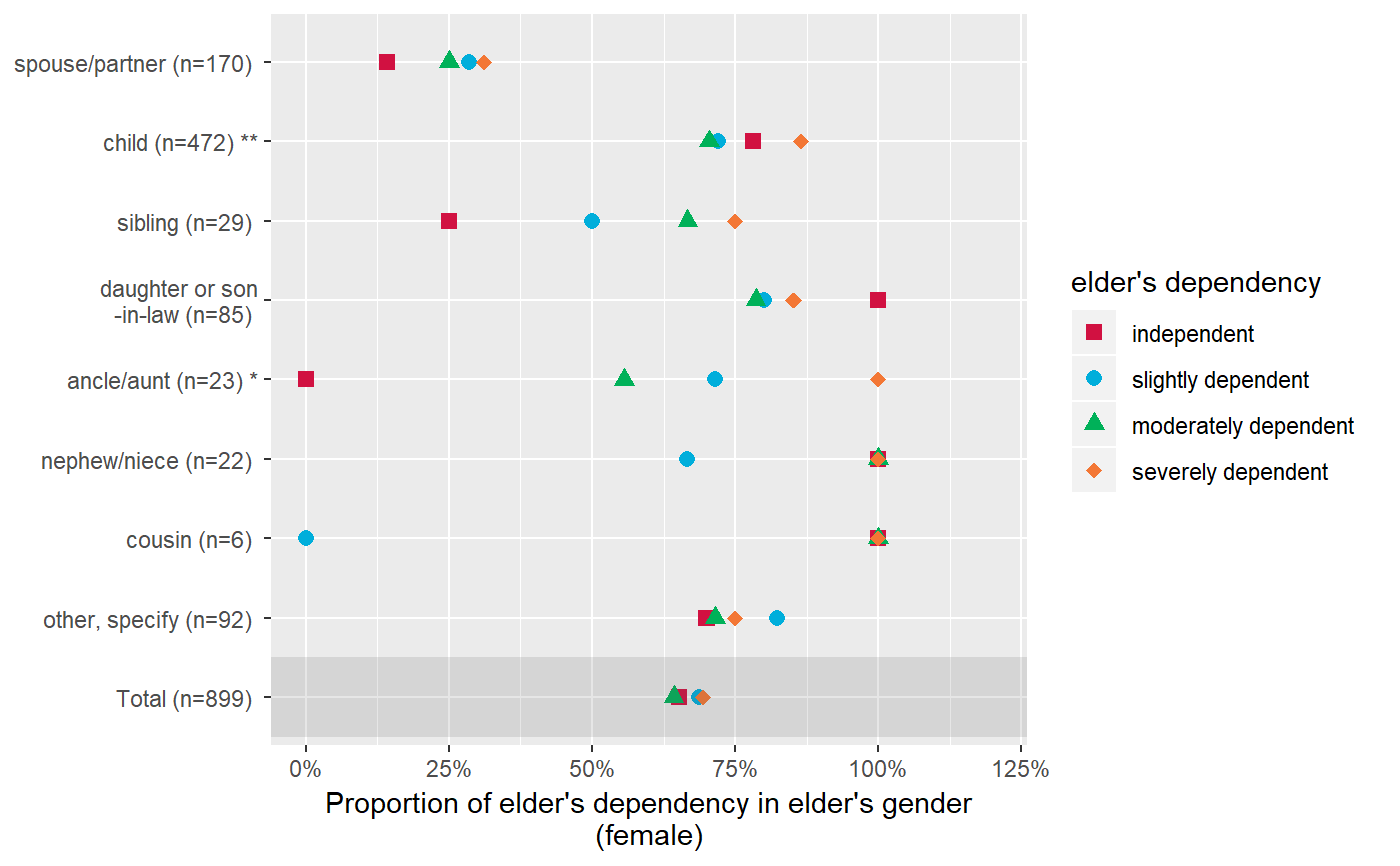 spouse/partner (n=170)
child (n=472) **
sibling (n=29)
daughter or son
-in-law (n=85)
ancle/aunt (n=23) *
nephew/niece (n=22)
cousin (n=6)
other, specify (n=92)
Total (n=899)
0% 25% 50% 75% 100% 125%
Proportion of elder's dependency in elder's gender
(female)
elder's dependency
independent
slightly dependent
moderately dependent
severely dependent